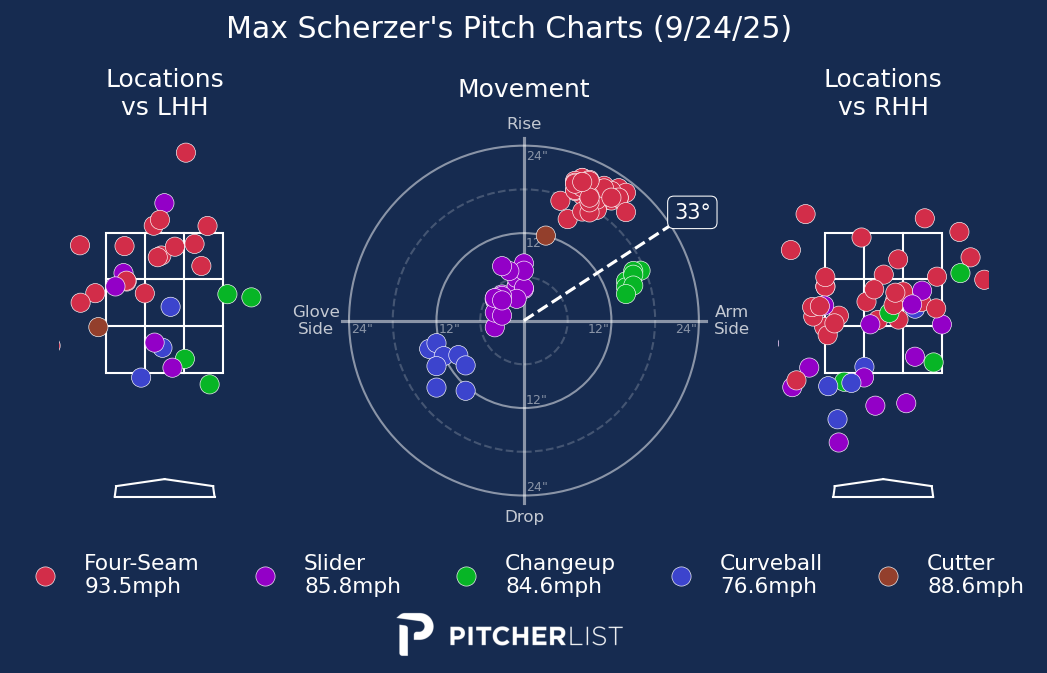 Max Scherzer's Pitch Charts (9/24/25)
Locations
vs LHH
Movement
Locations
vs RHH
Rise
24"
33°
12"
Glove
Side
24"
12"
12"
24"
Arm
Side
12"
24"
Drop
Four-Seam
93.5mph
Slider
85.8mph
Changeup
84.6mph
Curveball
76.6mph
Cutter
88.6mph
PITCHERLIST